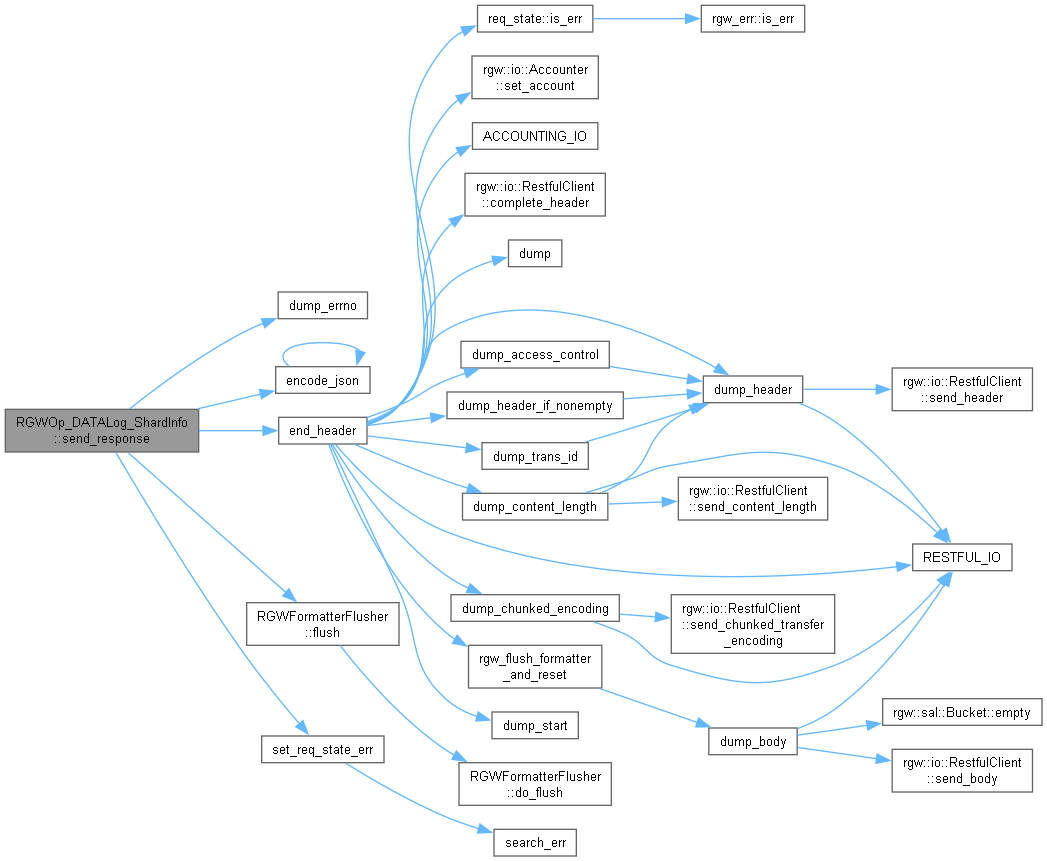 RGWOp_DATALog_ShardInfo
::send_response
dump_errno
encode_json
end_header
RGWFormatterFlusher
::flush
set_req_state_err
req_state::is_err
rgw::io::Accounter
::set_account
ACCOUNTING_IO
rgw::io::RestfulClient
::complete_header
dump
dump_access_control
dump_header_if_nonempty
dump_trans_id
dump_content_length
dump_chunked_encoding
rgw_flush_formatter
_and_reset
dump_start
RGWFormatterFlusher
::do_flush
search_err
rgw_err::is_err
dump_header
rgw::io::RestfulClient
::send_content_length
rgw::io::RestfulClient
::send_chunked_transfer
_encoding
dump_body
rgw::io::RestfulClient
::send_header
RESTFUL_IO
rgw::sal::Bucket::empty
rgw::io::RestfulClient
::send_body